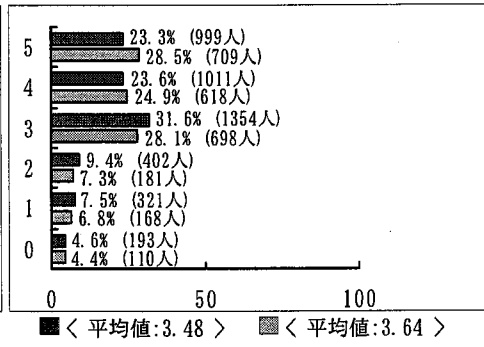 5
23.3% (999人)
28.5% (709人)
4
23.6% (1011人)
24.9% (618人)
3
31.6% (1354人)
28.1% (698人)
2
9.4% (402人)
7.3% (181人)
1
7.5% (321人)
6.8% (168人)
0
4.6% (193人)
4.4% (110人)
0 50 100
< 平均値:3.48 > < 平均値:3.64 >